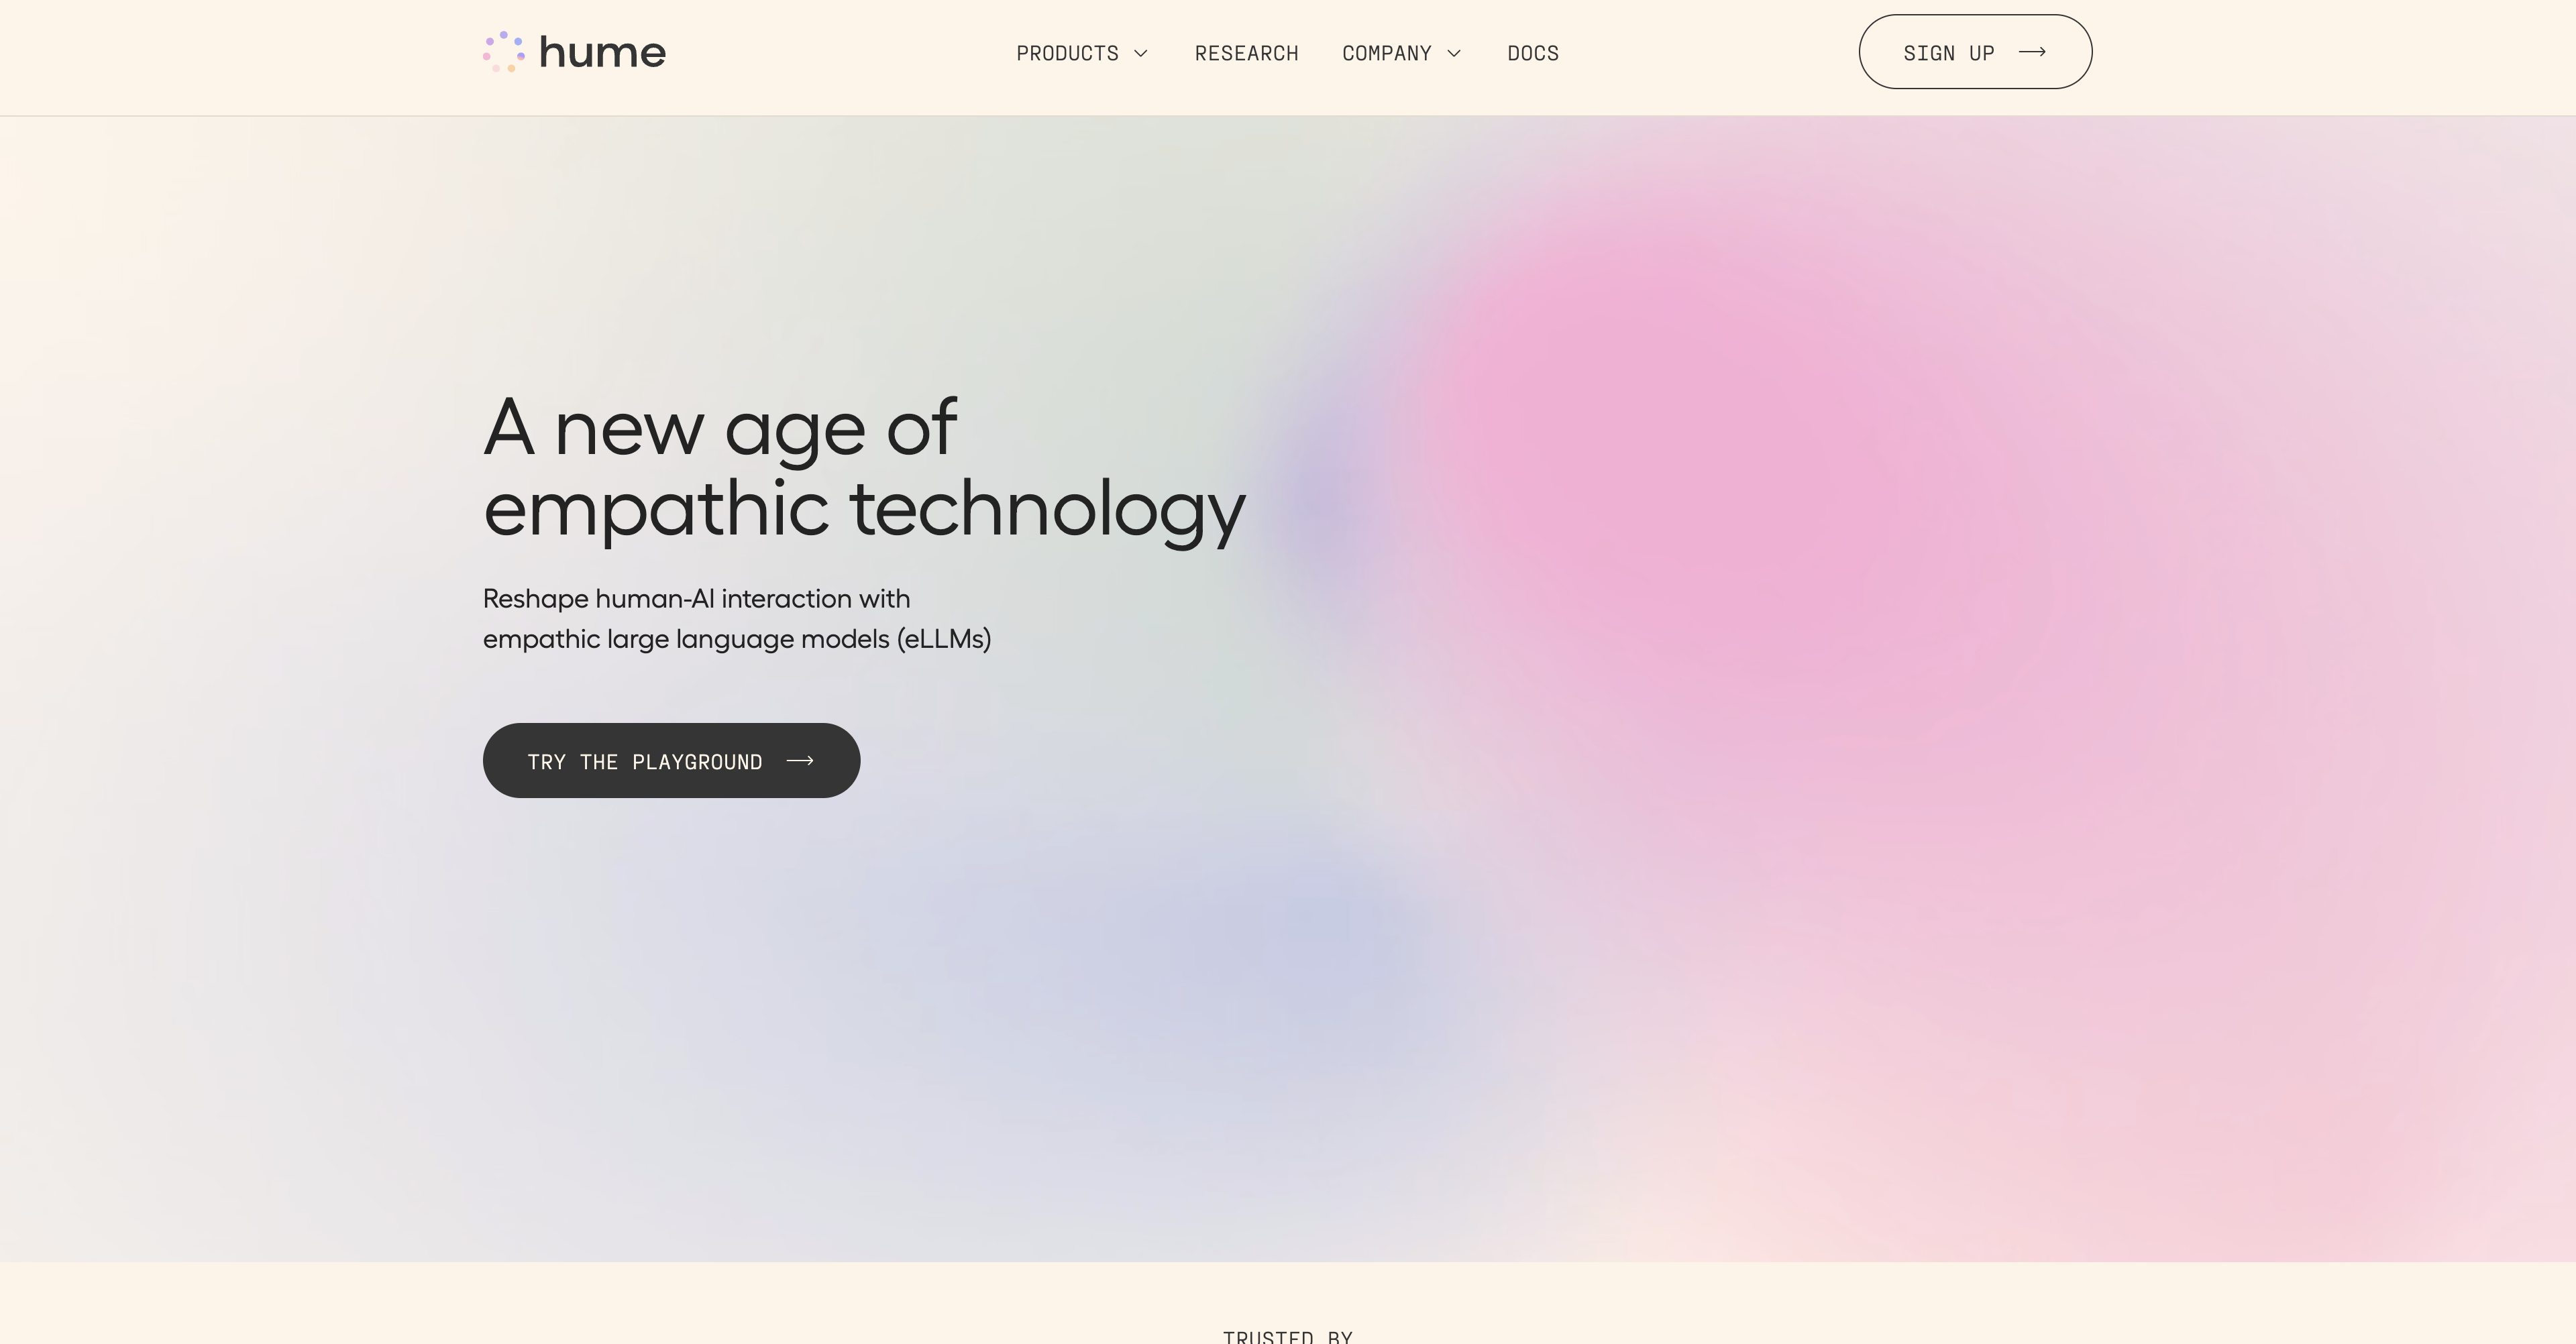 hume
PRODUCTS
RESEARCH
COMPANY
DOCS
SIGN UP
A new age of
empathic technology
Reshape human-AI interaction with
empathic large language models (eLLMs)
TRY THE PLAYGROUND
TRUSTED BY